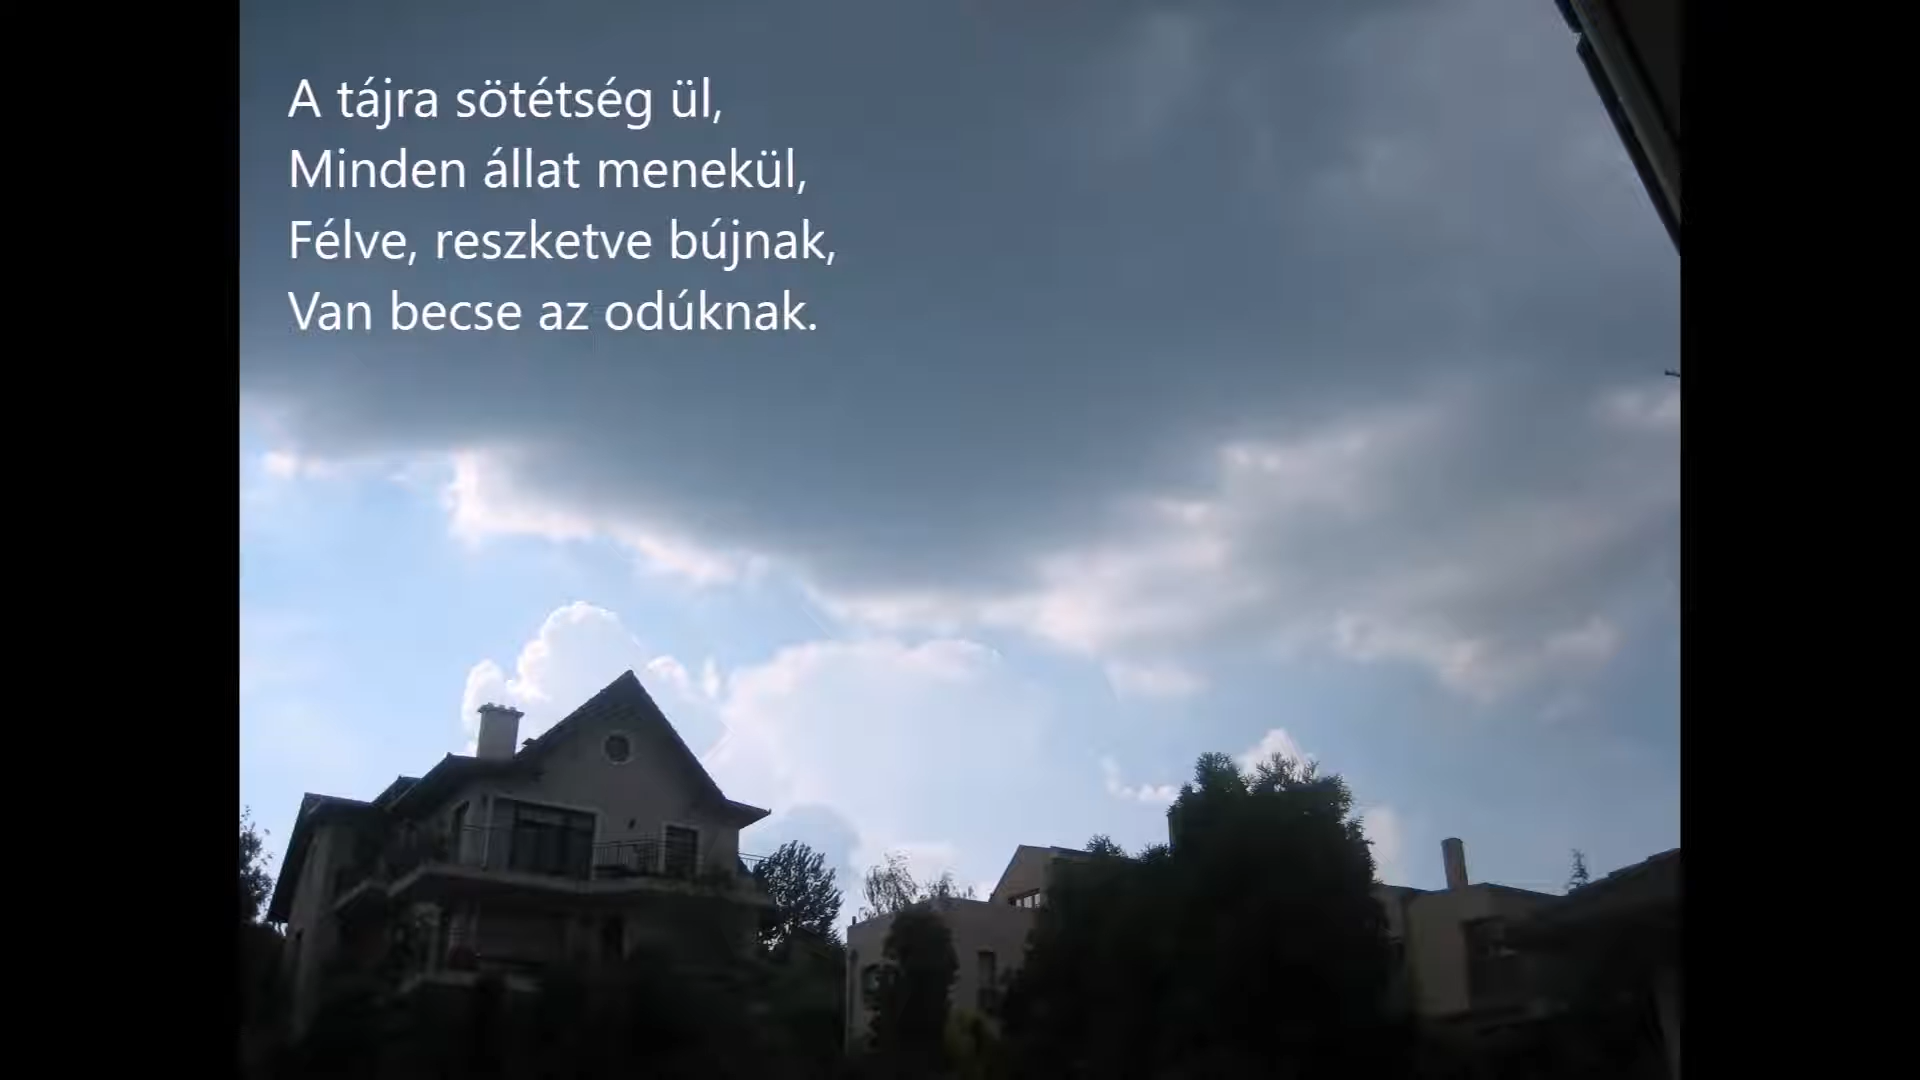 A tájra sötétség ül,
Minden állat menekül,
Félve, reszketve bújnak,
Van becse az odúknak.